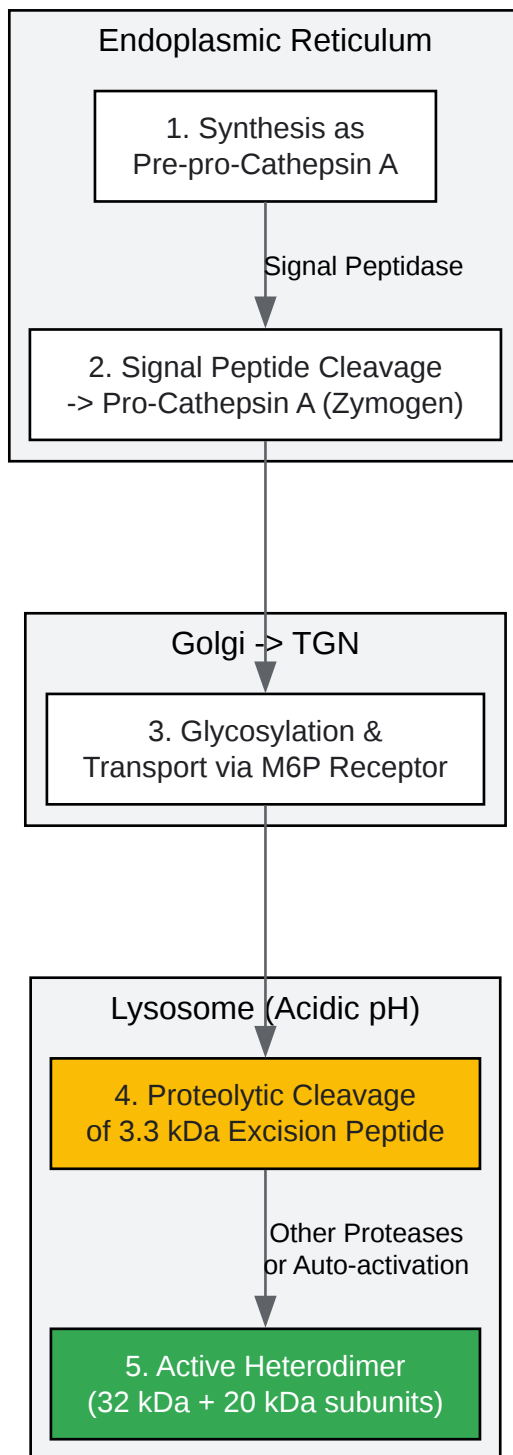 Endoplasmic Reticulum
1. Synthesis as
Pre-pro-Cathepsin A
Signal Peptidase
2. Signal Peptide Cleavage
-> Pro-Cathepsin A (Zymogen)
Golgi -> TGN
3. Glycosylation &
Transport via M6P Receptor
Lysosome (Acidic pH)
4. Proteolytic Cleavage
of 3.3 kDa Excision Peptide
Other Proteases
or Auto-activation
5. Active Heterodimer
(32 kDa + 20 kDa subunits)